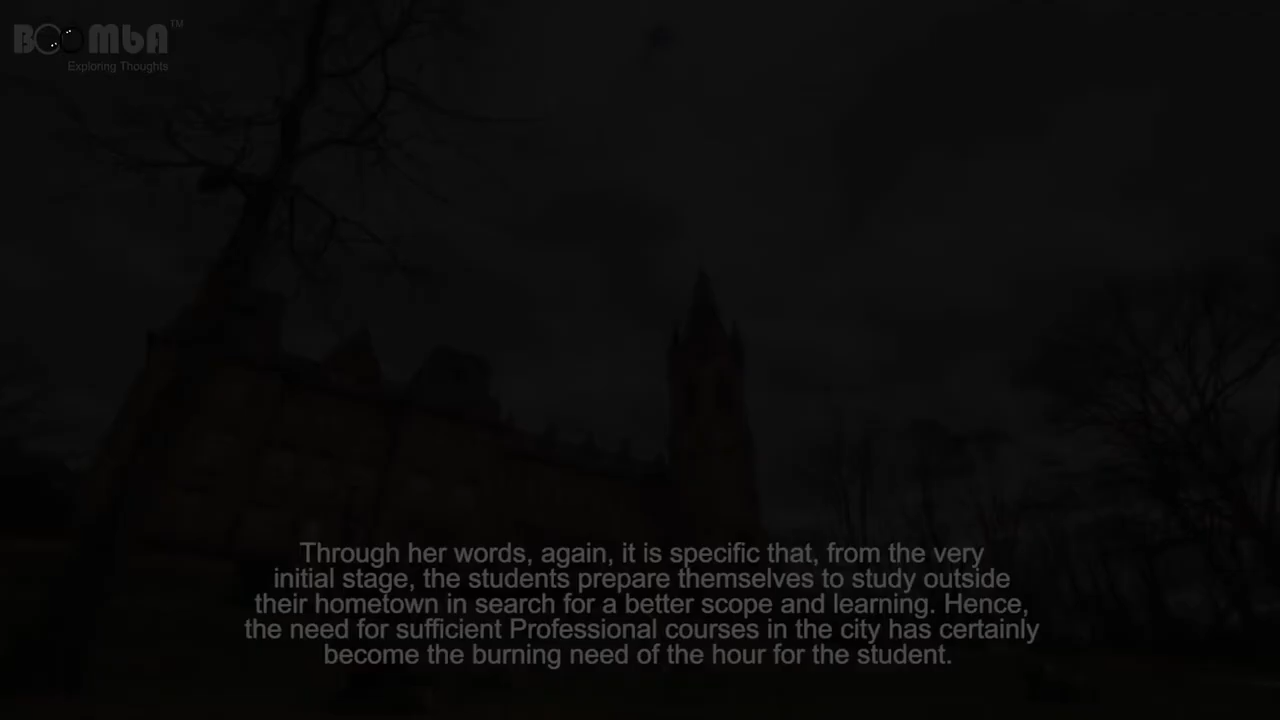 BOOMbA TM
Exploring Thoughts
Through her words, again, it is specific that, from the very
initial stage, the students prepare themselves to study outside
their hometown in search for a better scope and learning. Hence,
the need for sufficient Professional courses in the city has certainly
become the burning need of the hour for the student.